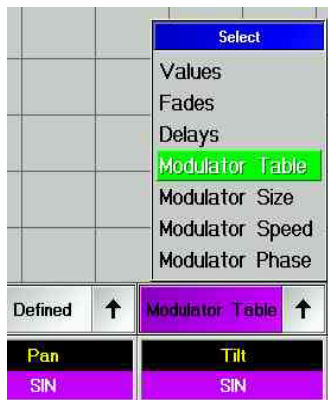 Select
Values
Fades
Delays
Modulator Table
Modulator Size
Modulator Speed
Modulator Phase
Defined ↑ Modulator Table ↑
Pan Tilt
SIN SIN